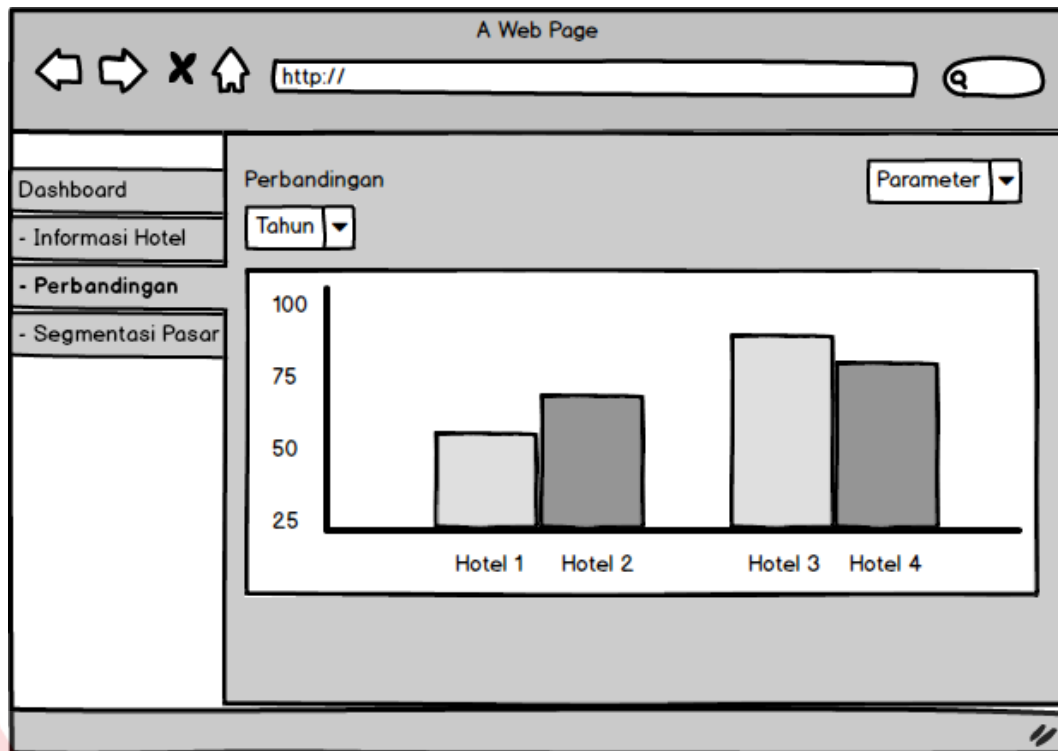 A Web Page
http://
Dashboard
- Informasi Hotel
- Perbandingan
- Segmentasi Pasar
Perbandingan
Parameter
Tahun
100
75
50
25
Hotel 1 Hotel 2 Hotel 3 Hotel 4